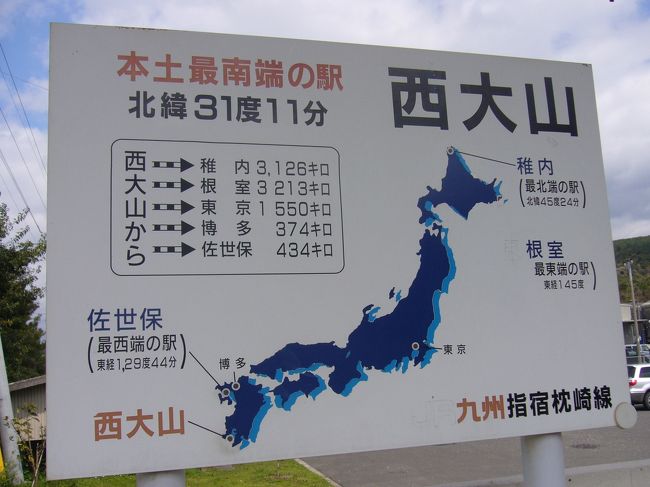 本土最南端の駅
北緯31度11分
西大山
西大山から
稚内 3,126キロ
根室 3 213キロ
東京 1 550キロ
博多 374キロ
佐世保 434キロ
稚内
(最北端の駅)
北緯45度24分
根室
(最東端の駅)
東経145度
佐世保
(最西端の駅)
東経1,29度44分
博多
東京
西大山
JR九州指宿枕崎線